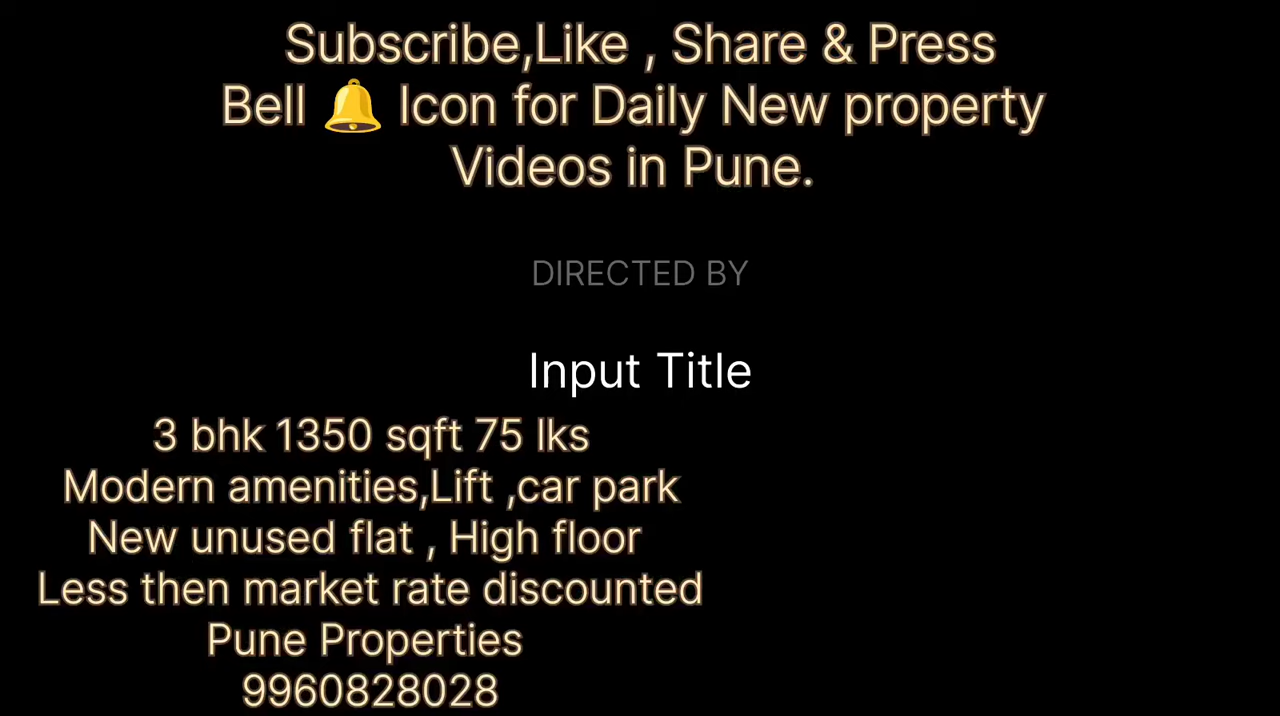 Subscribe,Like , Share & Press
Bell 🔔 Icon for Daily New property
Videos in Pune.
DIRECTED BY
Input Title
3 bhk 1350 sqft 75 lks
Modern amenities,Lift ,car park
New unused flat , High floor
Less then market rate discounted
Pune Properties
9960828028